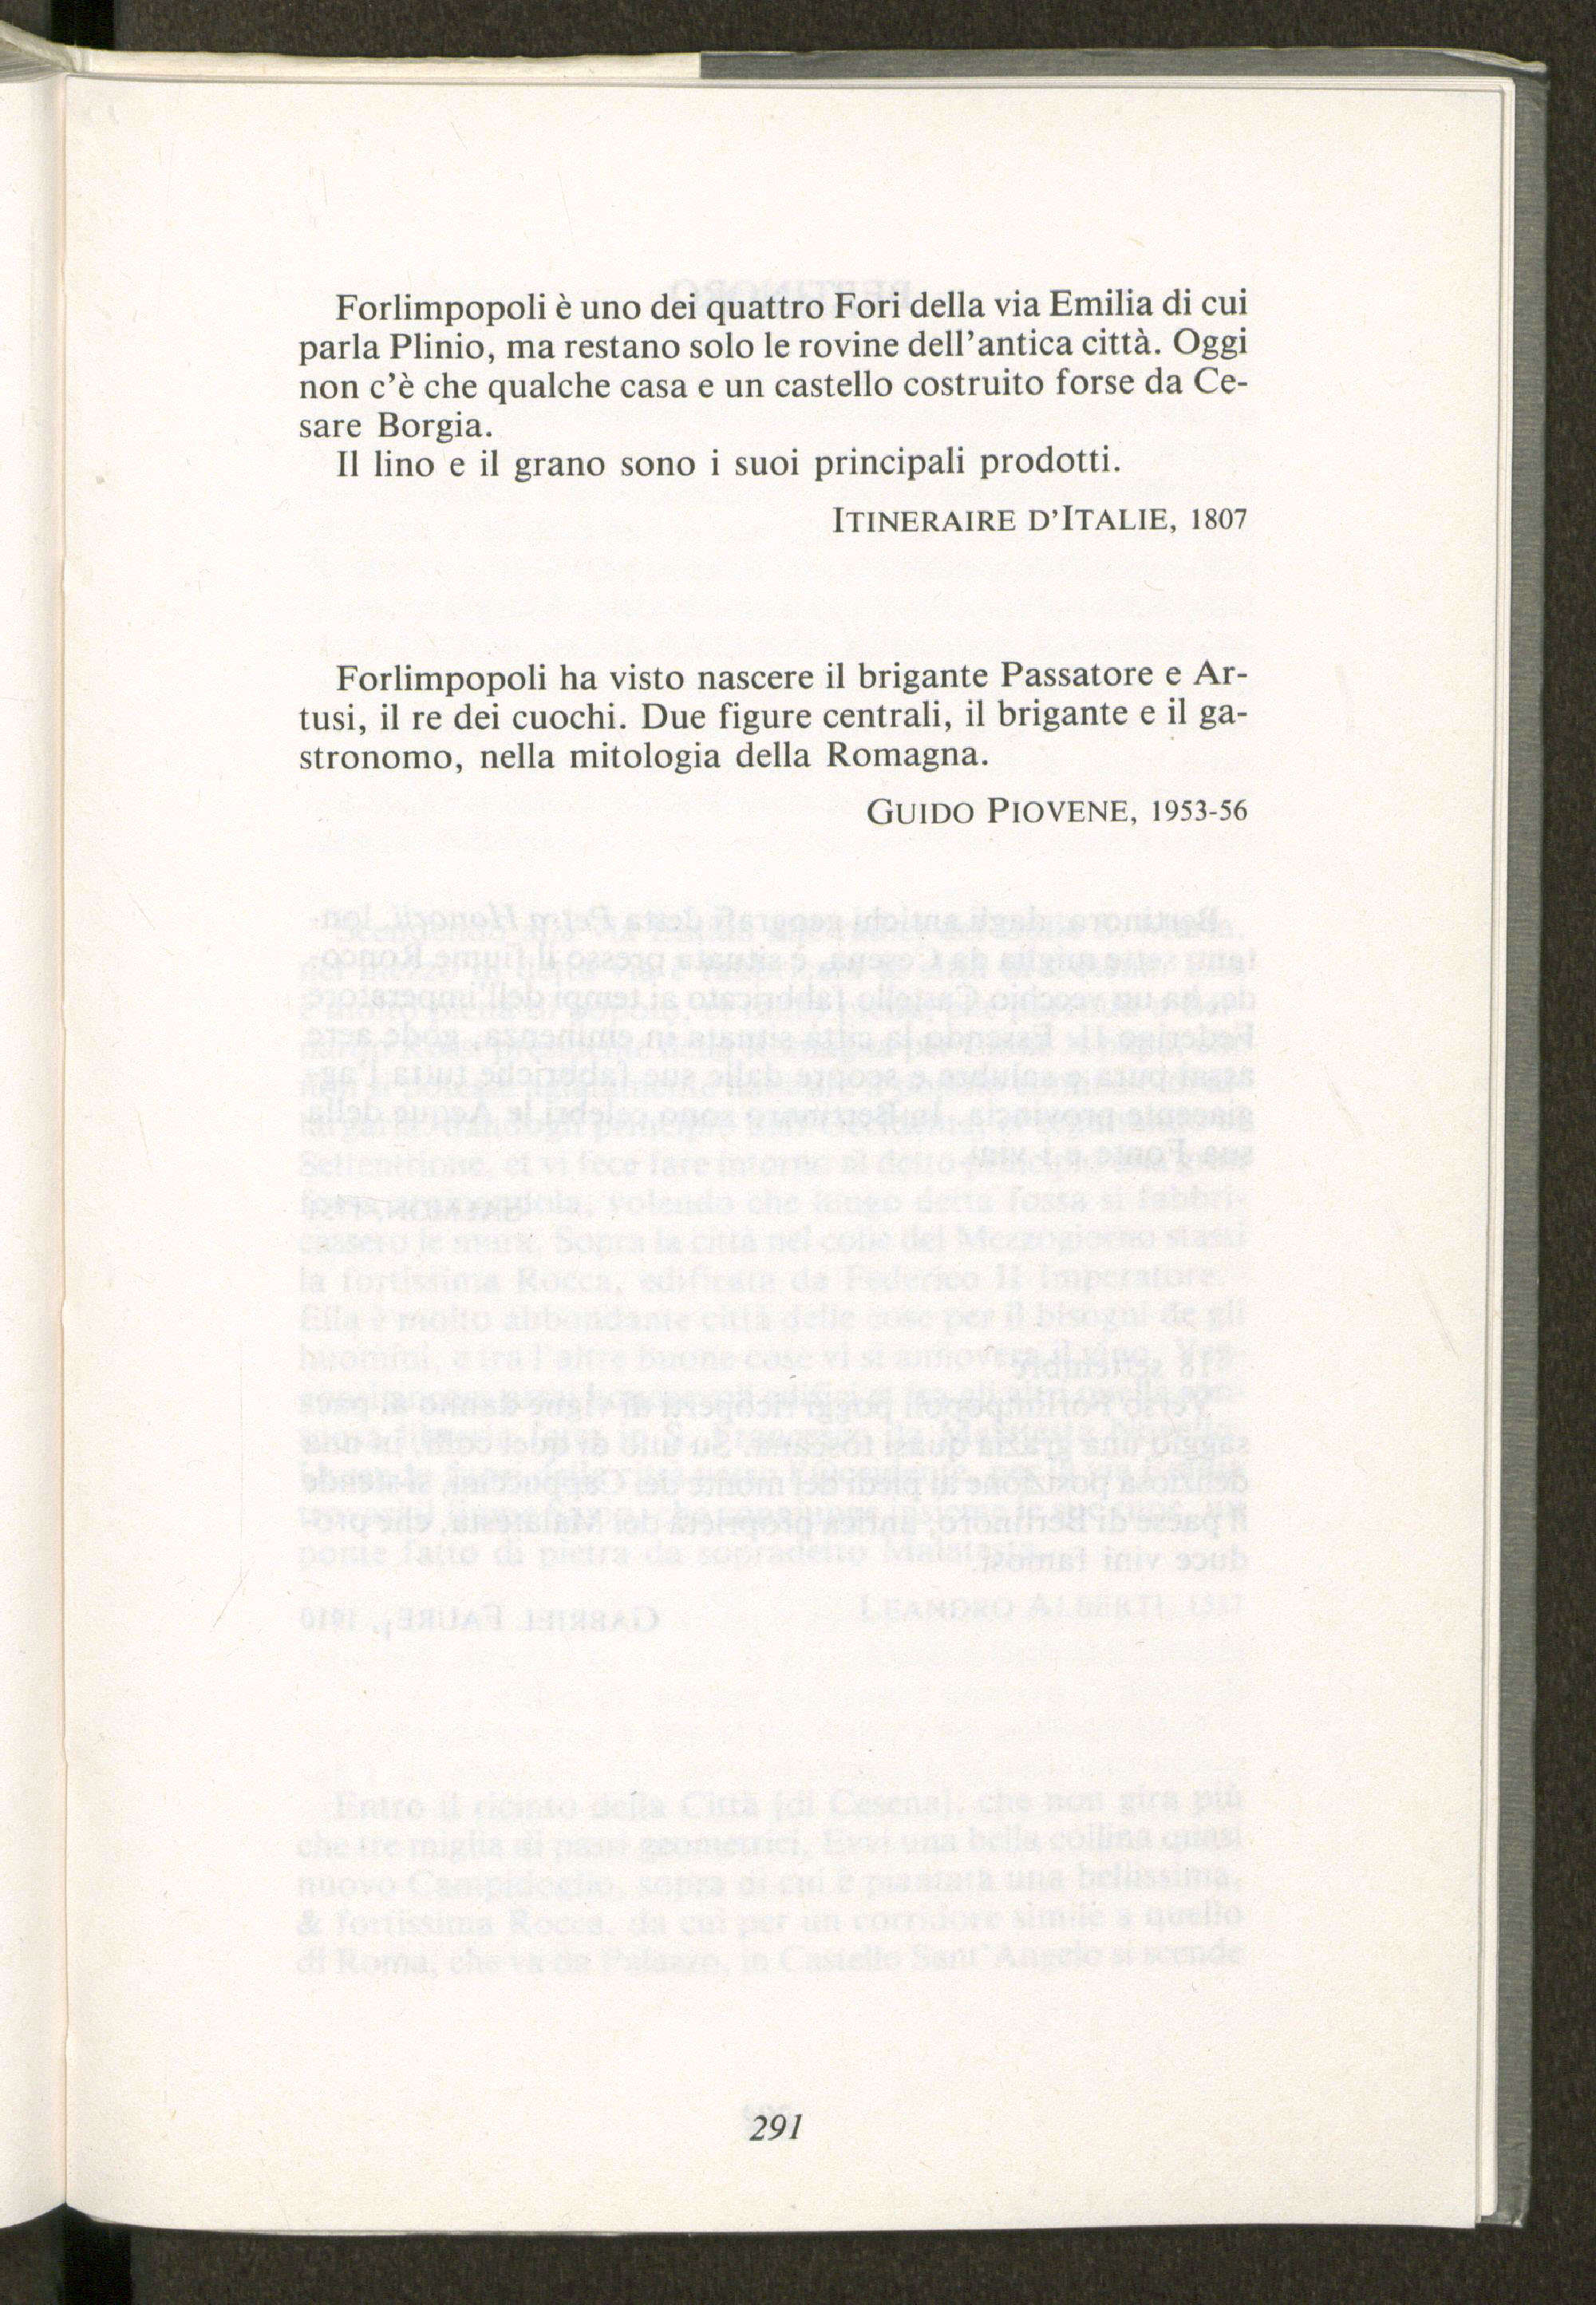 Forlimpopoli è uno dei quattro Fori della via Emilia di cui
parla Plinio, ma restano solo le rovine dell'antica città. Oggi
non c'è che qualche casa e un castello costruito forse da Ce-
sare Borgia.
Il lino e il grano sono i suoi principali prodotti.
ITINERAIRE D'ITALIE, 1807
Forlimpopoli ha visto nascere il brigante Passatore e Ar-
tusi, il re dei cuochi. Due figure centrali, il brigante e il ga-
stronomo, nella mitologia della Romagna.
GUIDO PIOVENE, 1953-56
291